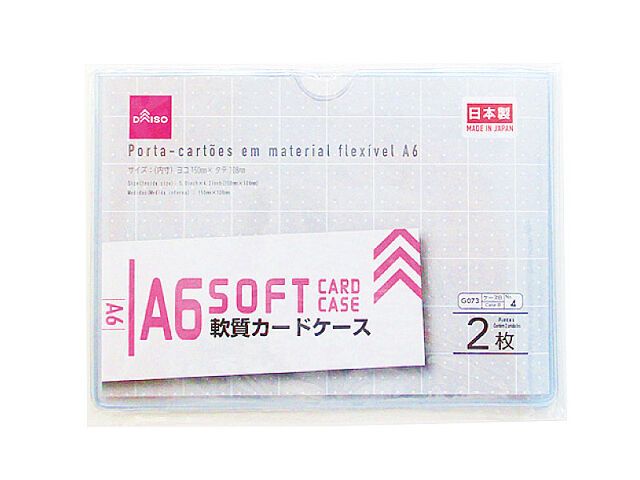 DAISO
日本製
MADE IN JAPAN
Porta-cartões em material flexível A6
サイズ:(内寸) ヨコ150mm×タテ108mm
A6
A6 SOFT CARD CASE
軟質カードケース
G073
No.
4
2枚